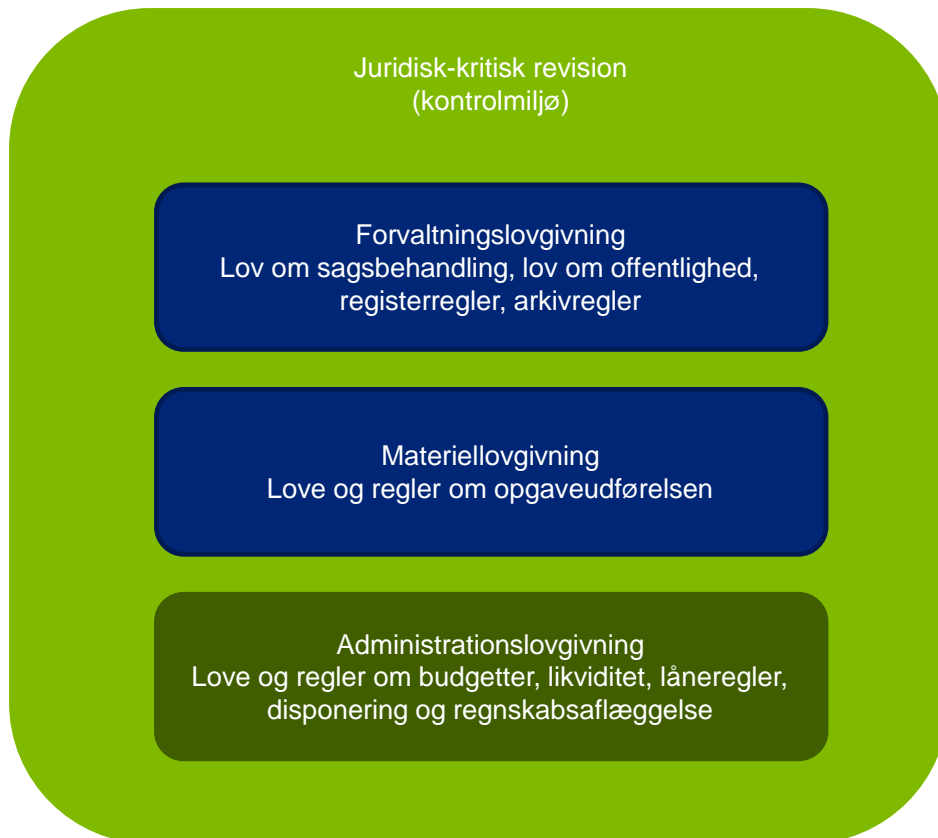 Juridisk-kritisk revision
(kontrolmiljø)
Forvaltningslovgivning
Lov om sagsbehandling, lov om offentlighed,
registerregler, arkivregler
Materiellovgivning
Love og regler om opgaveudførelsen
Administrationslovgivning
Love og regler om budgetter, likviditet, låneregler,
disponering og regnskabsaflæggelse